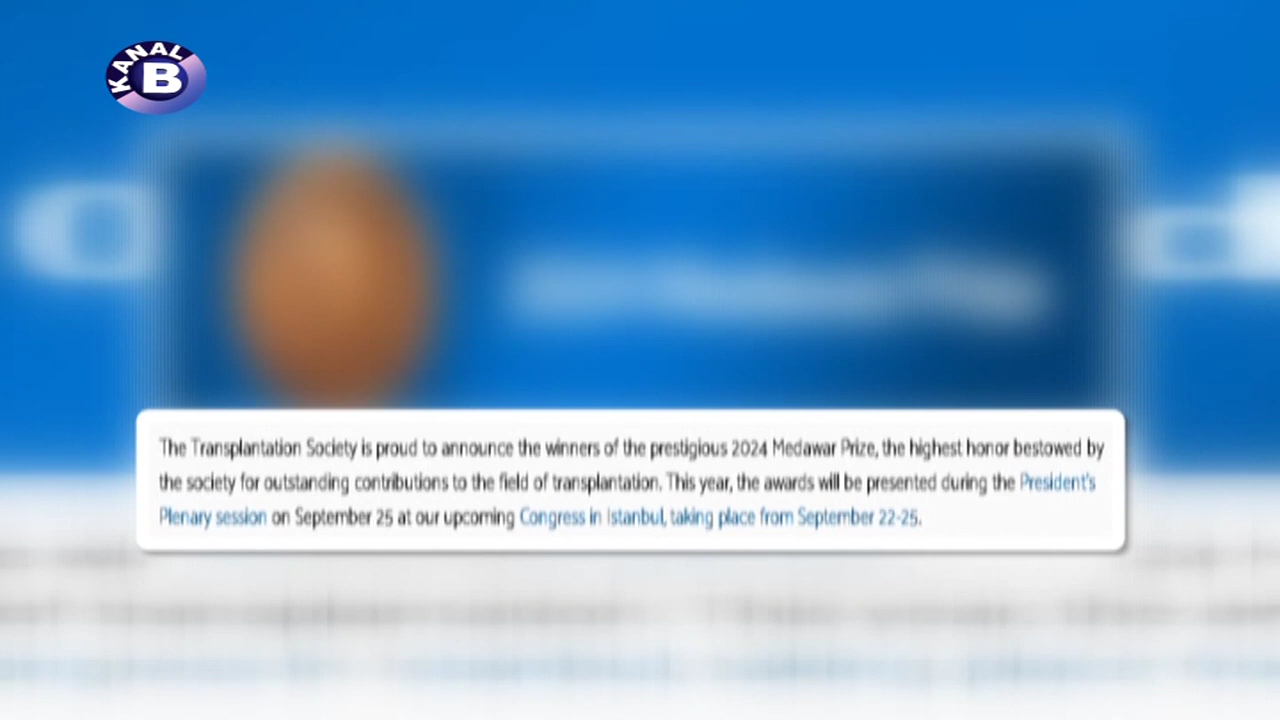 KANAL
B
The Transplantation Society is proud to announce the winners of the prestigious 2024 Medawar Prize, the highest honor bestowed by
the society for outstanding contributions to the field of transplantation. This year, the awards will be presented during the President's
Plenary session on September 25 at our upcoming Congress in Istanbul, taking place from September 22-25.